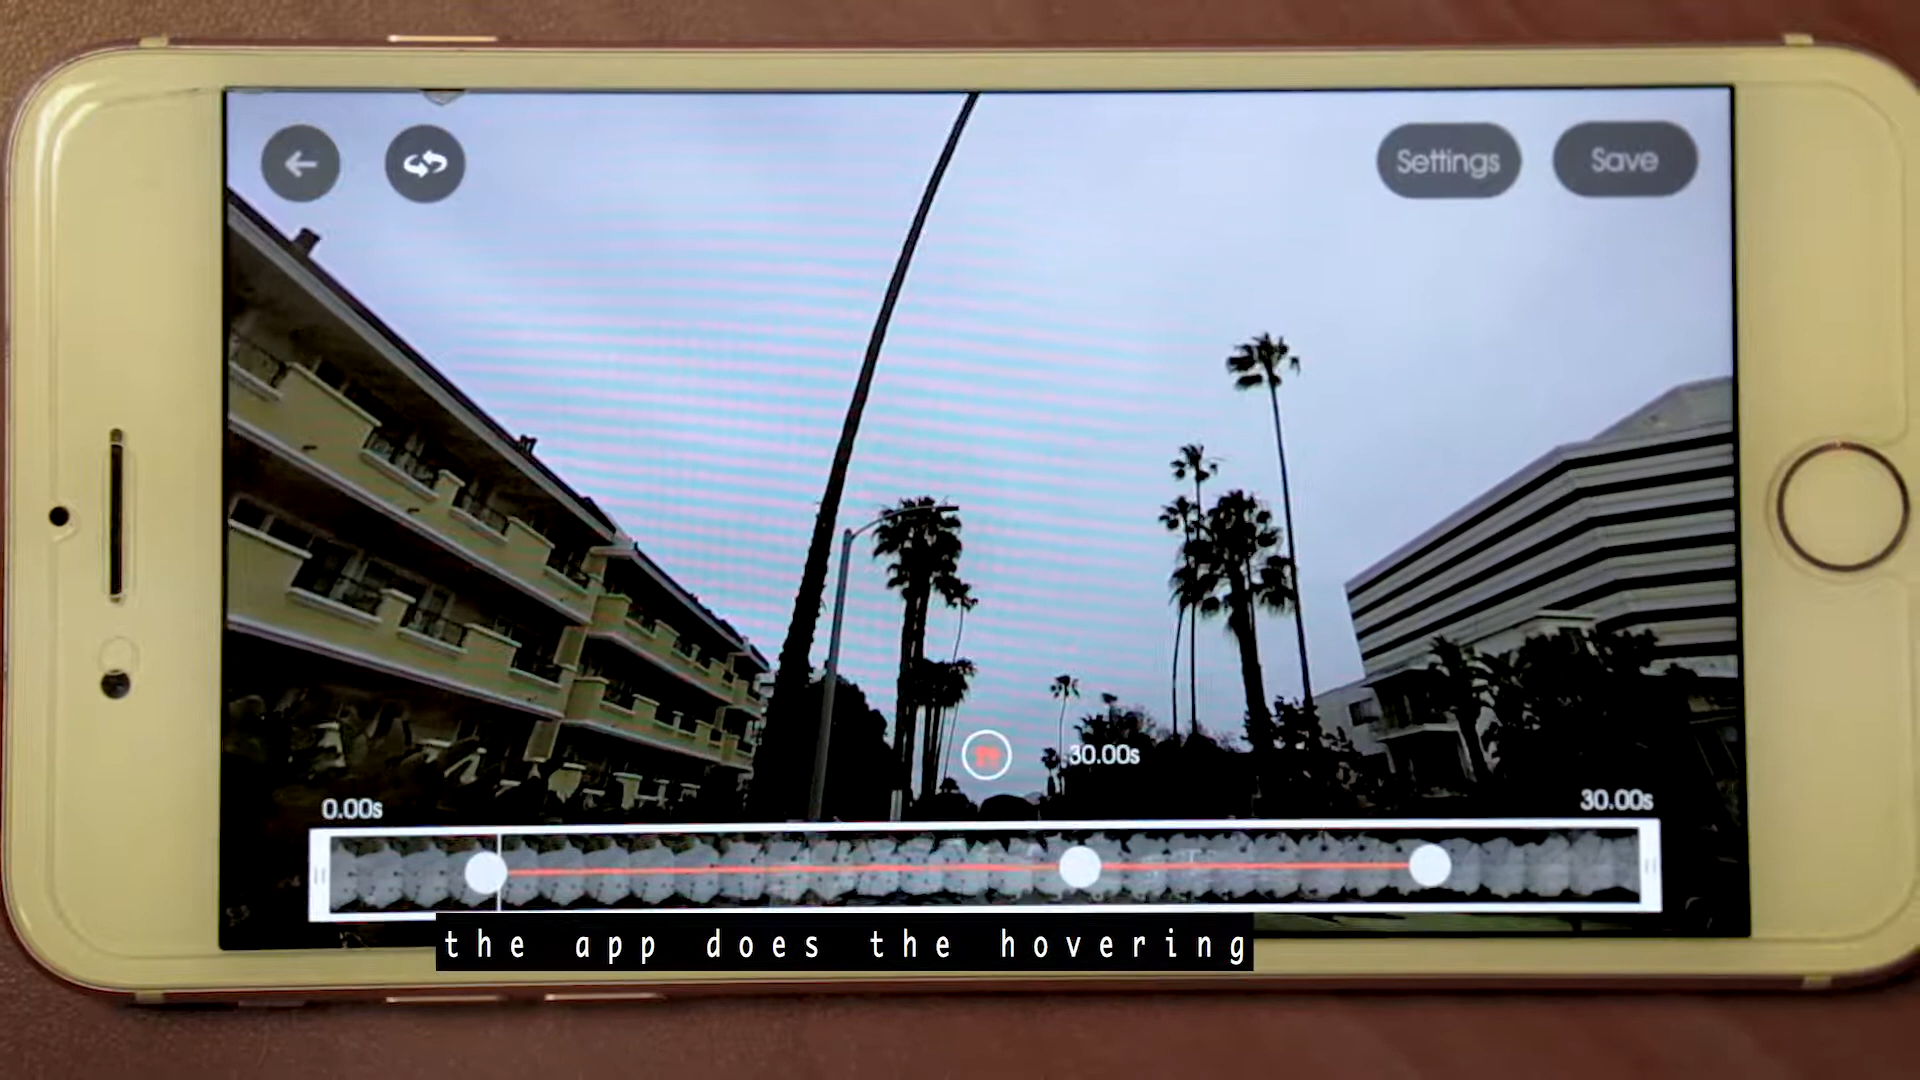 Settings
Save
30.00s
0.00s
30.00s
the app does the hovering